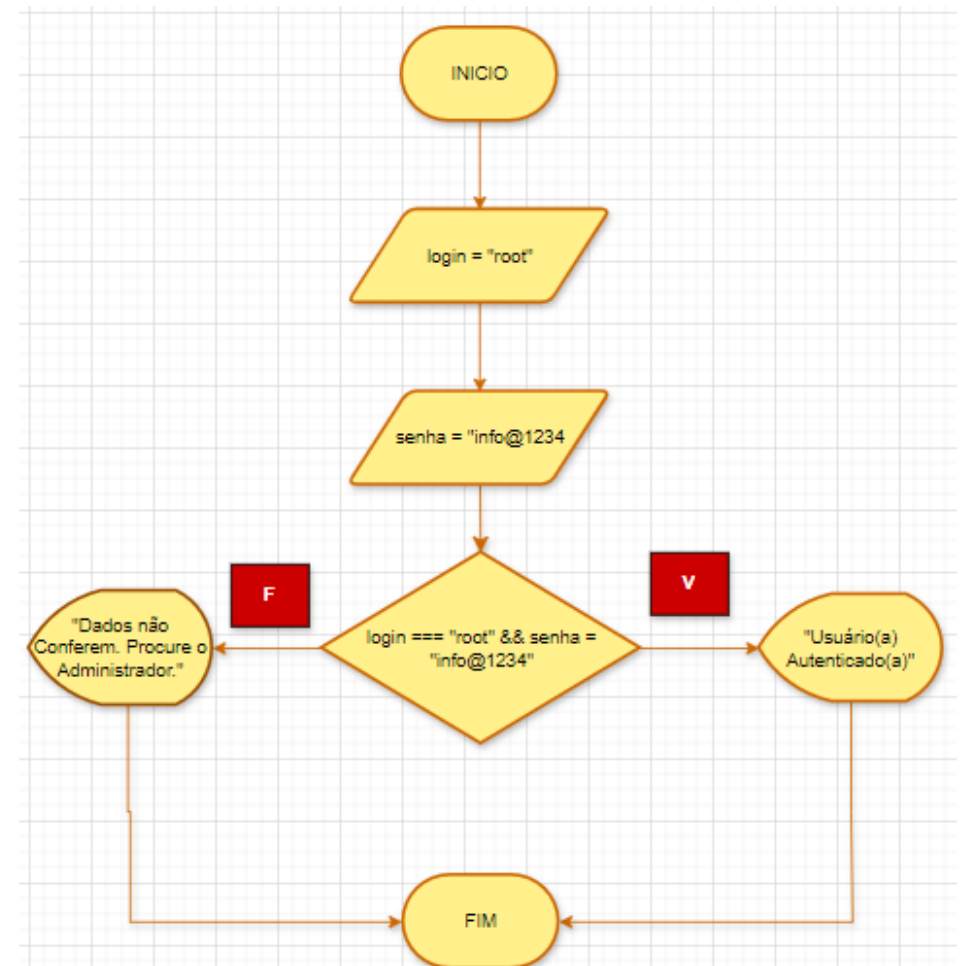 INICIO
login = "root"
senha = "info@1234
F
V
login === "root" && senha =
"info@1234"
"Dados não
Conferem. Procure o
Administrador."
"Usuário(a)
Autenticado(a)"
FIM